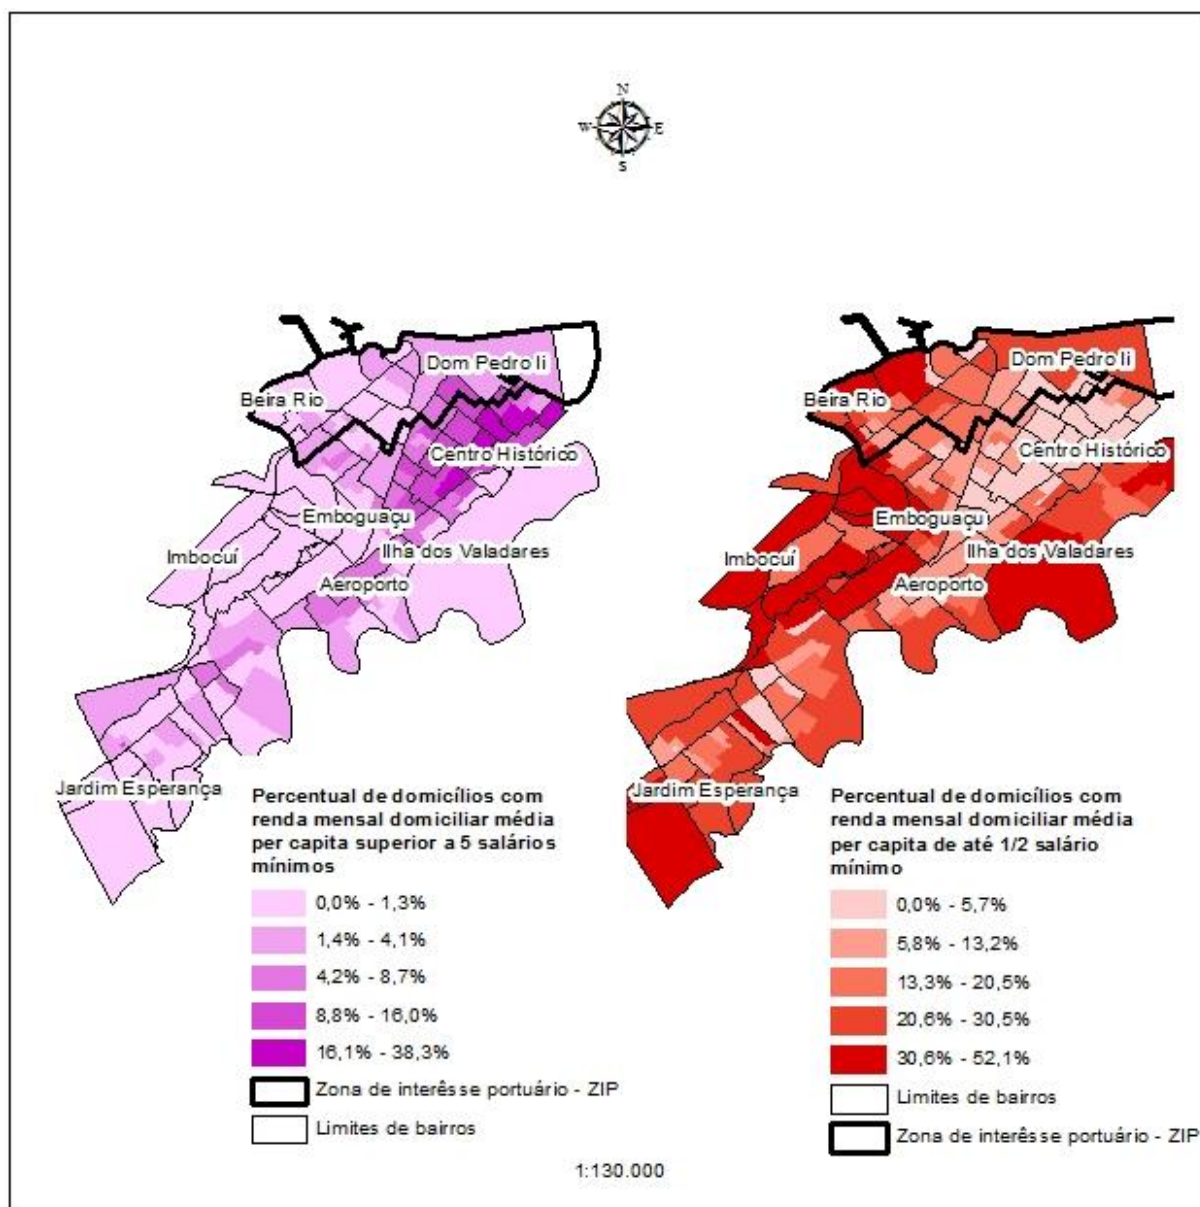 N
W E
S
Dom Pedro Ii
Beira Rio
Centro Histórico
Emboguaçu
Imbocuí
Ilha dos Valadares
Aeroporto
Jardim Esperança
Percentual de domicílios com
renda mensal domiciliar média
per capita superior a 5 salários
mínimos
0,0% - 1,3%
1,4% - 4,1%
4,2% - 8,7%
8,8% - 16,0%
16,1% - 38,3%
Zona de interêsse portuário - ZIP
Limites de bairros
Dom Pedro Ii
Beira Rio
Centro Histórico
Emboguaçu
Imbocuí
Ilha dos Valadares
Aeroporto
Jardim Esperança
Percentual de domicílios com
renda mensal domiciliar média
per capita de até 1/2 salário
mínimo
0,0% - 5,7%
5,8% - 13,2%
13,3% - 20,5%
20,6% - 30,5%
30,6% - 52,1%
Limites de bairros
Zona de interêsse portuário - ZIP
1:130.000